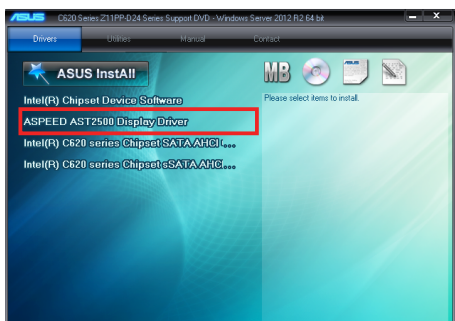 ASUS C620 Series Z11PP-D24 Series Support DVD - Windows Server 2012 R2 64 bit
Drivers Utilities Manual Contact
ASUS InstAll
MB
Intel(R) Chipset Device Software
Please select items to install.
ASPEED AST2500 Display Driver
Intel(R) C620 series Chipset SATA AHCI (...
Intel(R) C620 series Chipset sSATA AHCI...